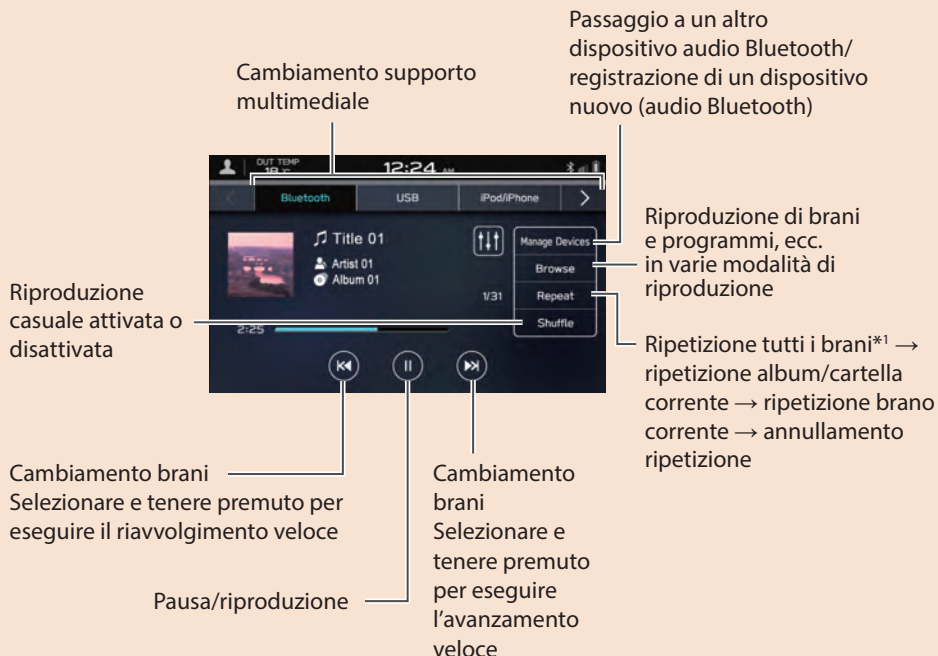 Passaggio a un altro
dispositivo audio Bluetooth/
registrazione di un dispositivo
nuovo (audio Bluetooth)
Cambiamento supporto
multimediale
OUT TEMP
18 °C
12:24 AM
Bluetooth
USB
iPod/iPhone
Title 01
Artist 01
Album 01
1/31
2:25
Manage Devices
Browse
Repeat
Shuffle
Riproduzione di brani
e programmi, ecc.
in varie modalità di
riproduzione
Riproduzione
casuale attivata o
disattivata
Ripetizione tutti i brani*1 →
ripetizione album/cartella
corrente → ripetizione brano
corrente → annullamento
ripetizione
Cambiamento brani
Selezionare e tenere premuto per
eseguire il riavvolgimento veloce
Cambiamento
brani
Selezionare e
tenere premuto
per eseguire
l’avanzamento
veloce
Pausa/riproduzione